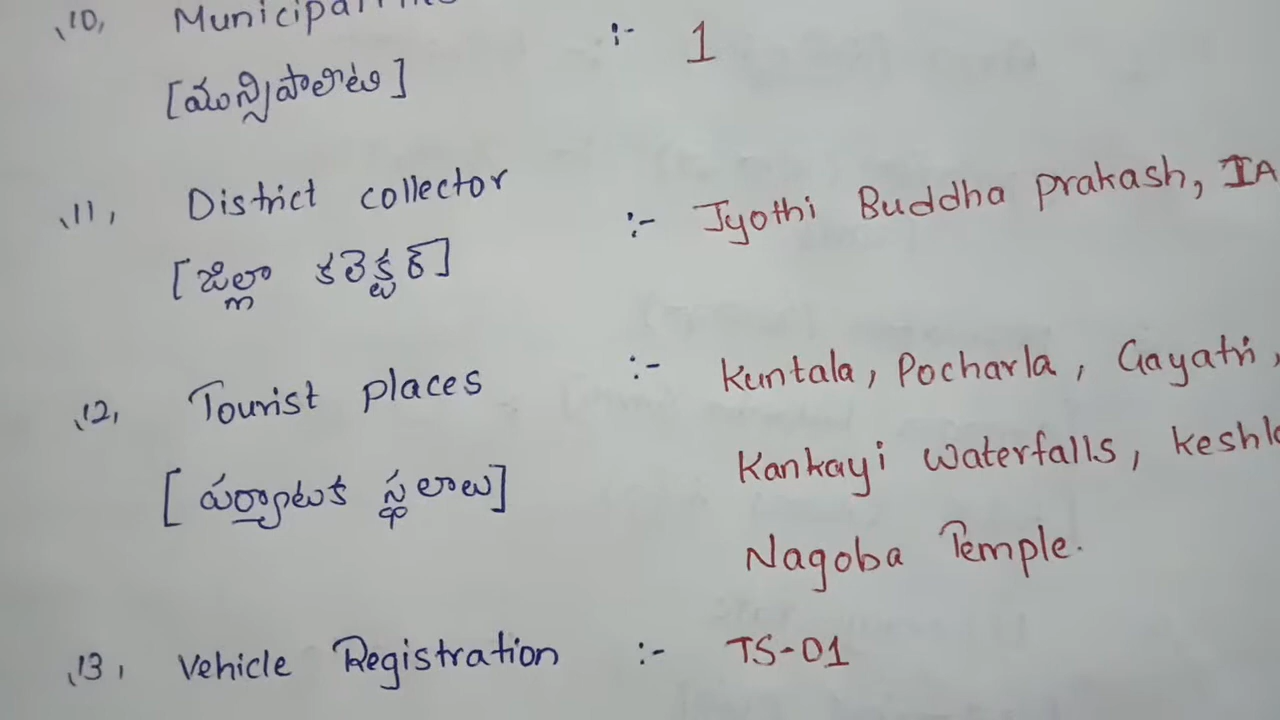 10, Municipalities :- 1
[మున్సిపాలిటి]
11, District collector :- Jyothi Buddha prakash, IA
[జిల్లా కలెక్టర్]
12, Tourist places :- Kuntala, Pocharla, Gayatri,
Kankayi waterfalls,
[పర్యాటక స్థలాలు]
Nagoba Temple.
13, Vehicle Registration :- TS-01